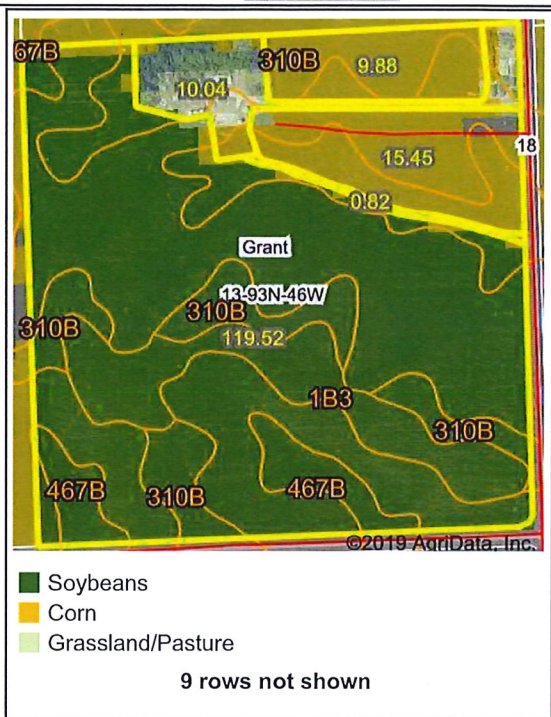 67B
310B
9.88
10.04
18
15.45
0.82
Grant
13-93N-46W
310B
310B
119.52
1B3
310B
467B
310B
467B
©2019 AgriData, Inc.
Soybeans
Corn
Grassland/Pasture
9 rows not shown